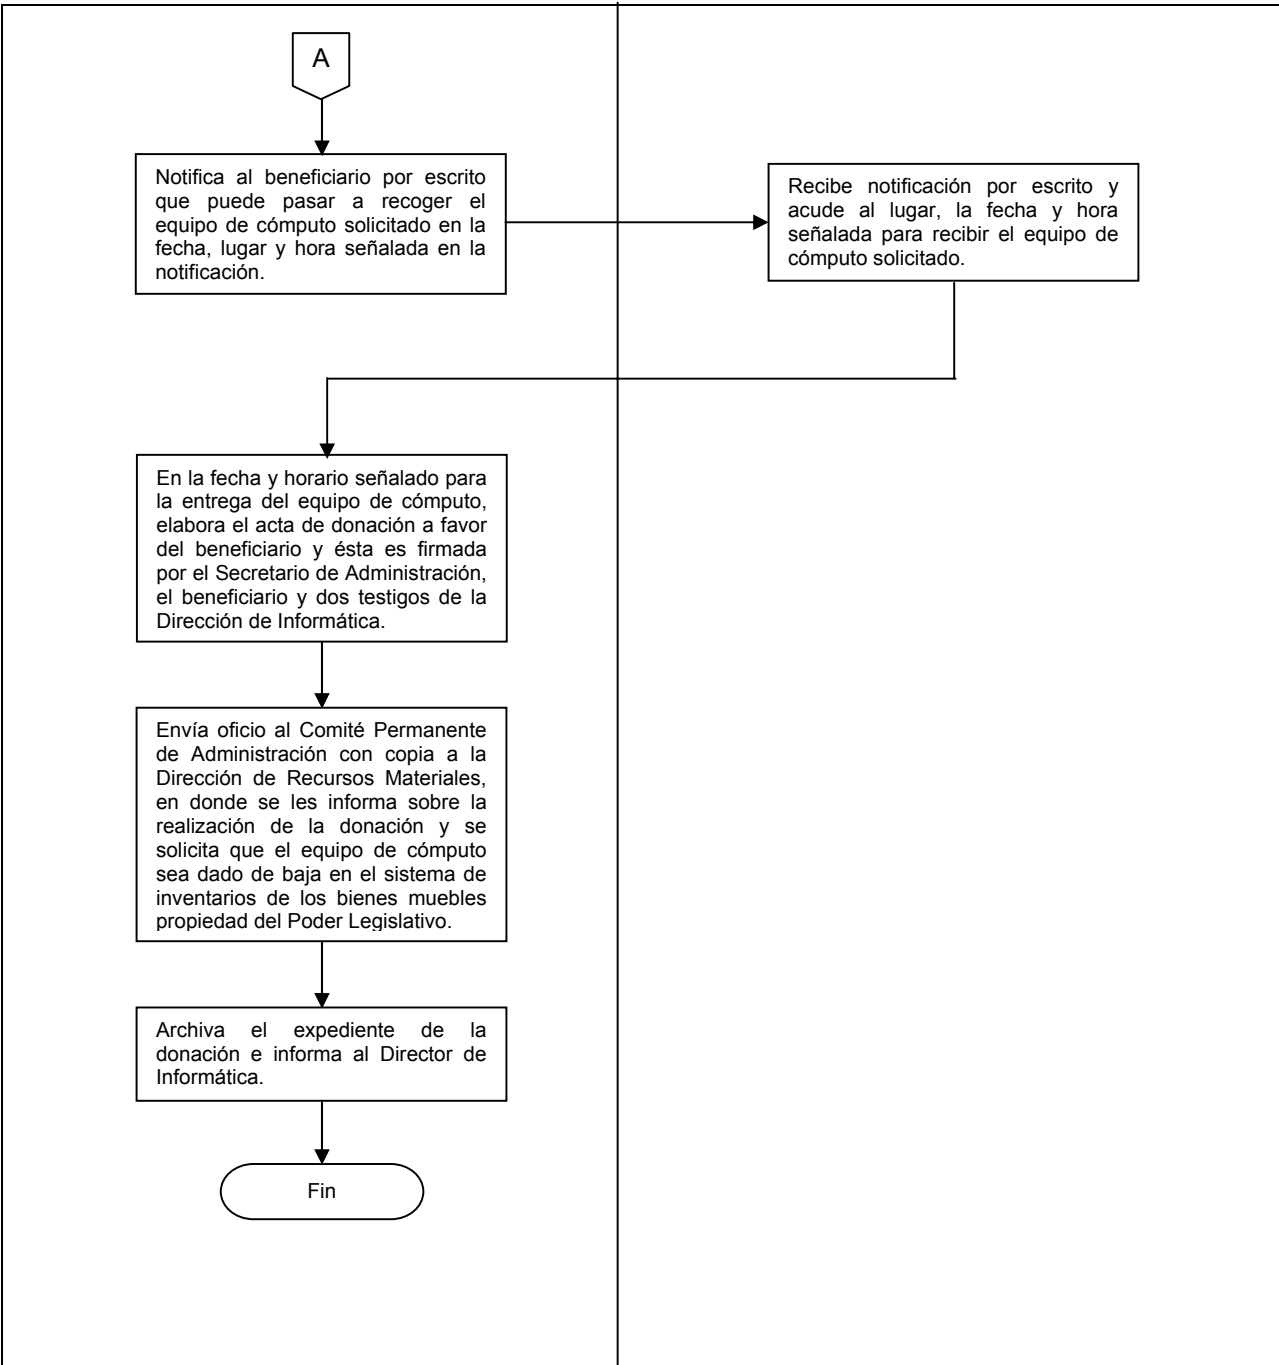 A
Notifica al beneficiario por escrito
que puede pasar a recoger el
equipo de cómputo solicitado en la
fecha, lugar y hora señalada en la
notificación.
Recibe notificación por escrito y
acude al lugar, la fecha y hora
señalada para recibir el equipo de
cómputo solicitado.
En la fecha y horario señalado para
la entrega del equipo de cómputo,
elabora el acta de donación a favor
del beneficiario y ésta es firmada
por el Secretario de Administración,
el beneficiario y dos testigos de la
Dirección de Informática.
Envía oficio al Comité Permanente
de Administración con copia a la
Dirección de Recursos Materiales,
en donde se les informa sobre la
realización de la donación y se
solicita que el equipo de cómputo
sea dado de baja en el sistema de
inventarios de los bienes muebles
propiedad del Poder Legislativo.
Archiva el expediente de la
donación e informa al Director de
Informática.
Fin